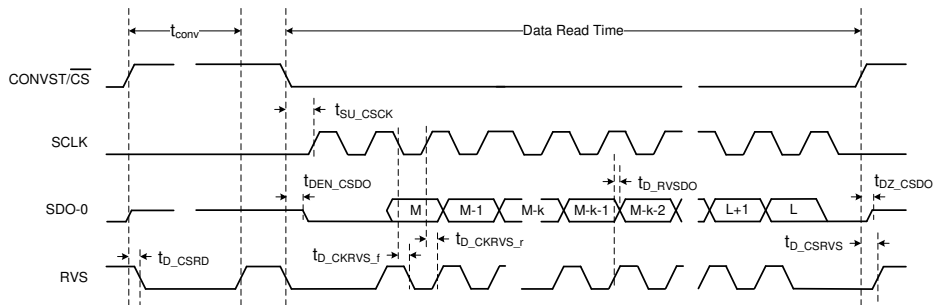 t_conv
Data Read Time
CONVST/C̅S̅
t_SU_CSCK
SCLK
t_DEN_CSDO
t_D_RVSDO
t_DZ_CSDO
SDO-0
M
M-1
M-k
M-k-1
M-k-2
L+1
L
t_D_CSRD
t_D_CKRVS_f
t_D_CKRVS_r
t_D_CSRVS
RVS